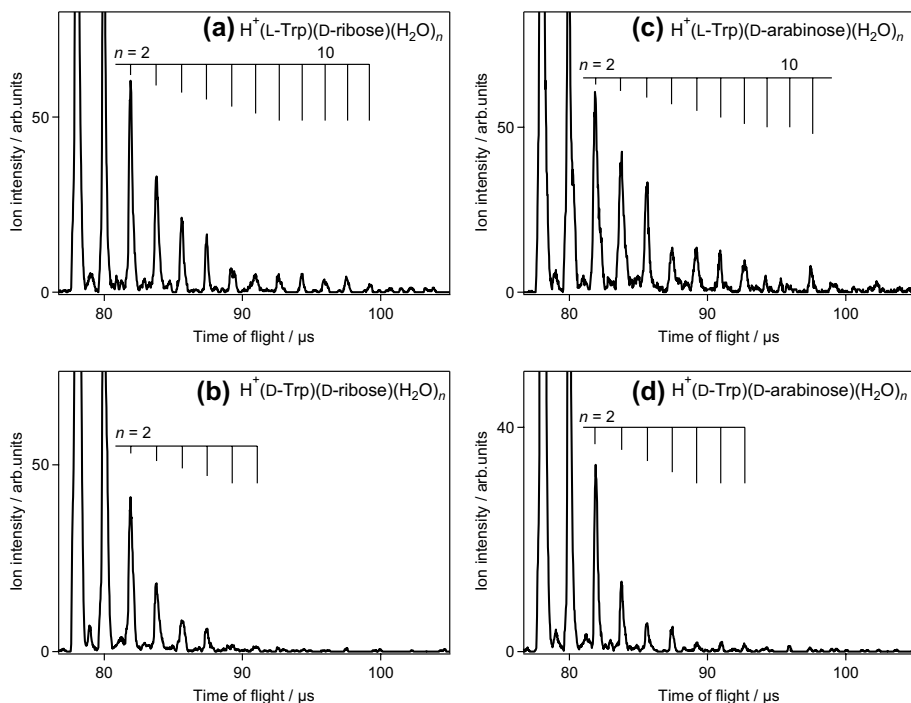 (a) H⁺(L-Trp)(D-ribose)(H₂O)ₙ
n = 2
10
50
0
Ion intensity / arb.units
80
90
100
Time of flight / µs
(c) H⁺(L-Trp)(D-arabinose)(H₂O)ₙ
n = 2
10
50
0
Ion intensity / arb.units
80
90
100
Time of flight / µs
(b) H⁺(D-Trp)(D-ribose)(H₂O)ₙ
n = 2
50
0
Ion intensity / arb.units
80
90
100
Time of flight / µs
(d) H⁺(D-Trp)(D-arabinose)(H₂O)ₙ
n = 2
40
0
Ion intensity / arb.units
80
90
100
Time of flight / µs